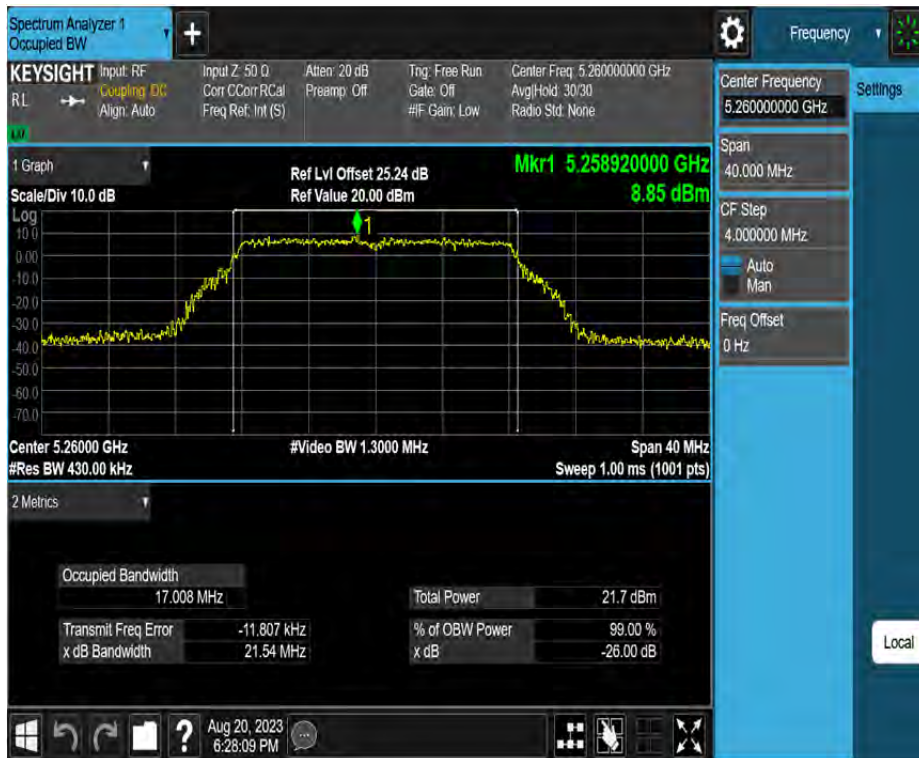 Spectrum Analyzer 1
Occupied BW
+
Frequency
KEYSIGHT
RL
Input: RF
Coupling: DC
Align: Auto
Input Z: 50 Ω
Corr CCorr RCal
Freq Ref: Int (S)
Atten: 20 dB
Preamp: Off
Trig: Free Run
Gate: Off
#IF Gain: Low
Center Freq: 5.260000000 GHz
Avg|Hold: 30/30
Radio Std: None
Center Frequency
5.260000000 GHz
Settings
Span
40.000 MHz
CF Step
4.000000 MHz
Auto
Man
Freq Offset
0 Hz
Local
1 Graph
Scale/Div 10.0 dB
Ref Lvl Offset 25.24 dB
Ref Value 20.00 dBm
Mkr1 5.258920000 GHz
8.85 dBm
Log
10.0
0.00
-10.0
-20.0
-30.0
-40.0
-50.0
-60.0
-70.0
1
Center 5.26000 GHz
#Res BW 430.00 kHz
#Video BW 1.3000 MHz
Span 40 MHz
Sweep 1.00 ms (1001 pts)
2 Metrics
Occupied Bandwidth
17.008 MHz
Transmit Freq Error -11.807 kHz
x dB Bandwidth 21.54 MHz
Total Power 21.7 dBm
% of OBW Power 99.00 %
x dB -26.00 dB
?
Aug 20, 2023
6:28:09 PM